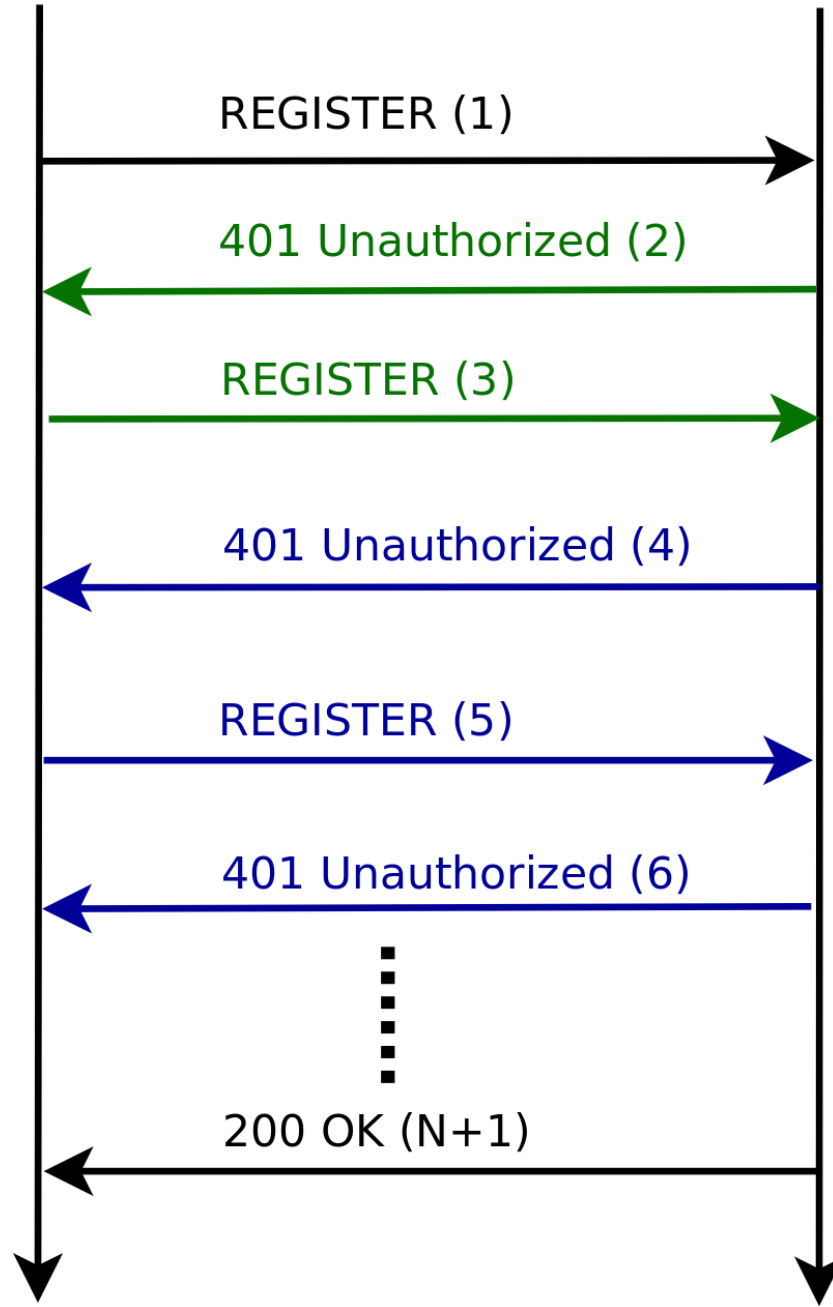 REGISTER (1)
401 Unauthorized (2)
REGISTER (3)
401 Unauthorized (4)
REGISTER (5)
401 Unauthorized (6)
200 OK (N+1)